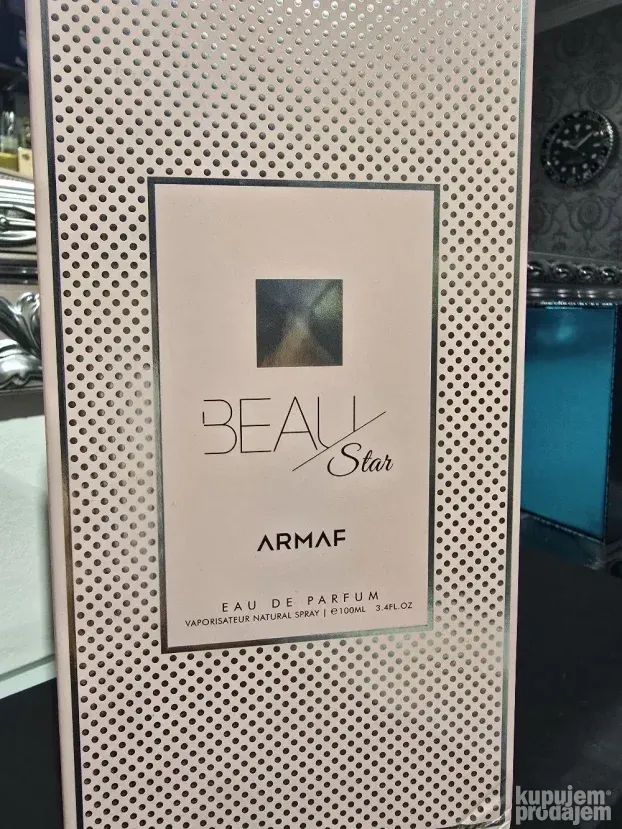 BEAU
Star
ARMAF
EAU DE PARFUM
VAPORISATEUR NATURAL SPRAY | ℮100ML 3.4FL.OZ
kupujem
prodajem